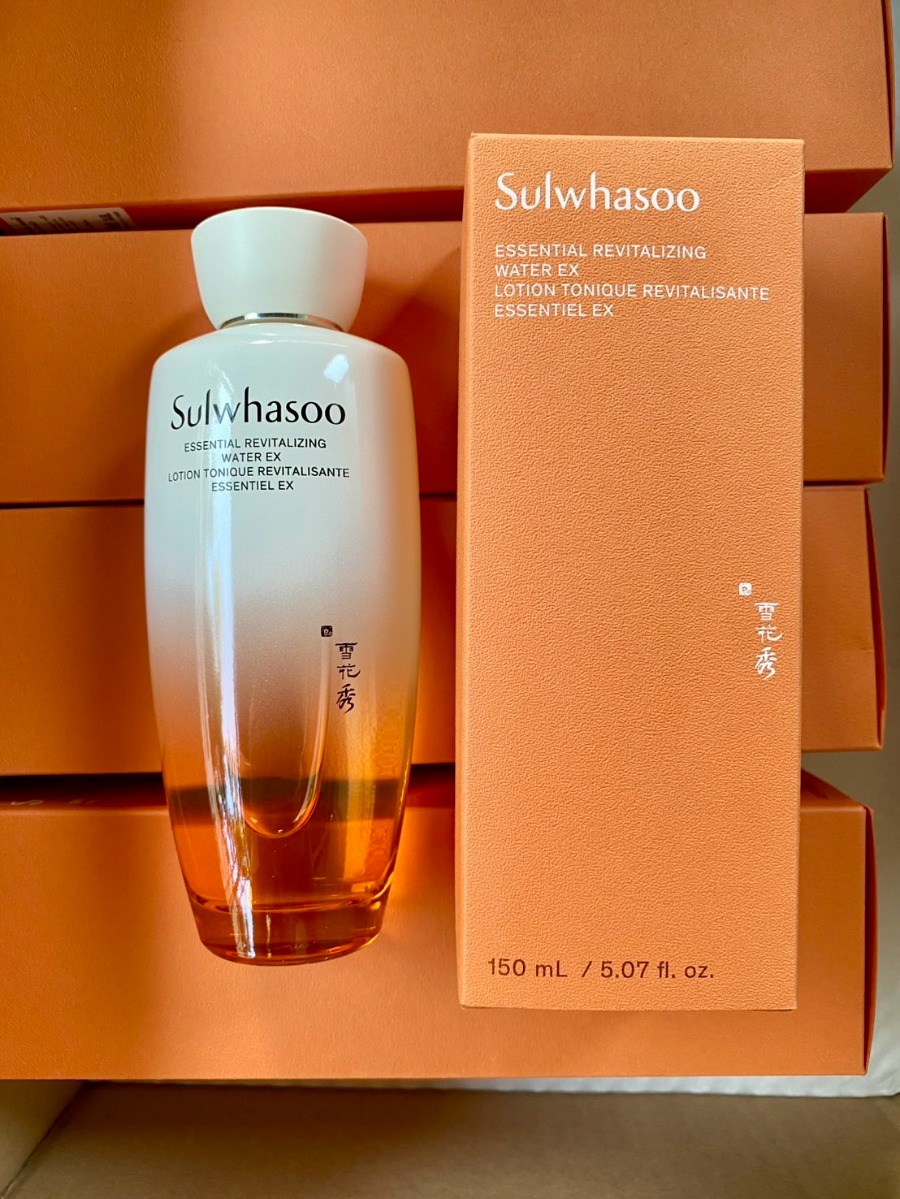 Sulwhasoo
ESSENTIAL REVITALIZING
WATER EX
LOTION TONIQUE REVITALISANTE
ESSENTIEL EX
雪花秀
Sulwhasoo
ESSENTIAL REVITALIZING
WATER EX
LOTION TONIQUE REVITALISANTE
ESSENTIEL EX
雪花秀
150 mL / 5.07 fl. oz.